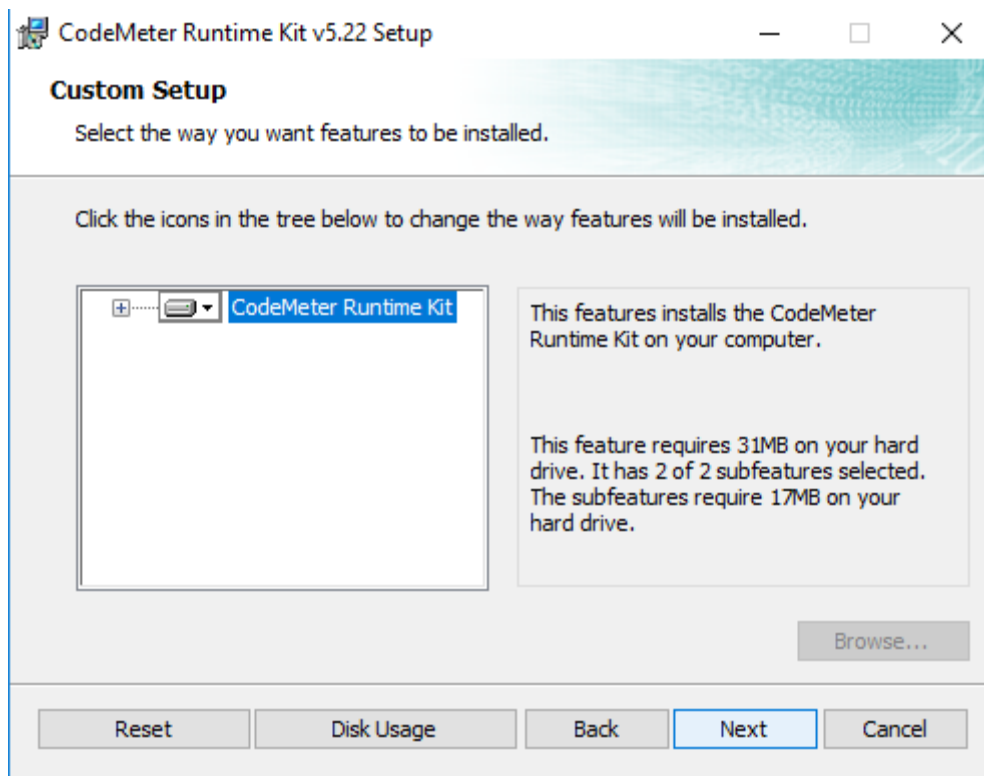 CodeMeter Runtime Kit v5.22 Setup
Custom Setup
Select the way you want features to be installed.
Click the icons in the tree below to change the way features will be installed.
CodeMeter Runtime Kit
This features installs the CodeMeter
Runtime Kit on your computer.
This feature requires 31MB on your hard
drive. It has 2 of 2 subfeatures selected.
The subfeatures require 17MB on your
hard drive.
Browse...
Reset
Disk Usage
Back
Next
Cancel